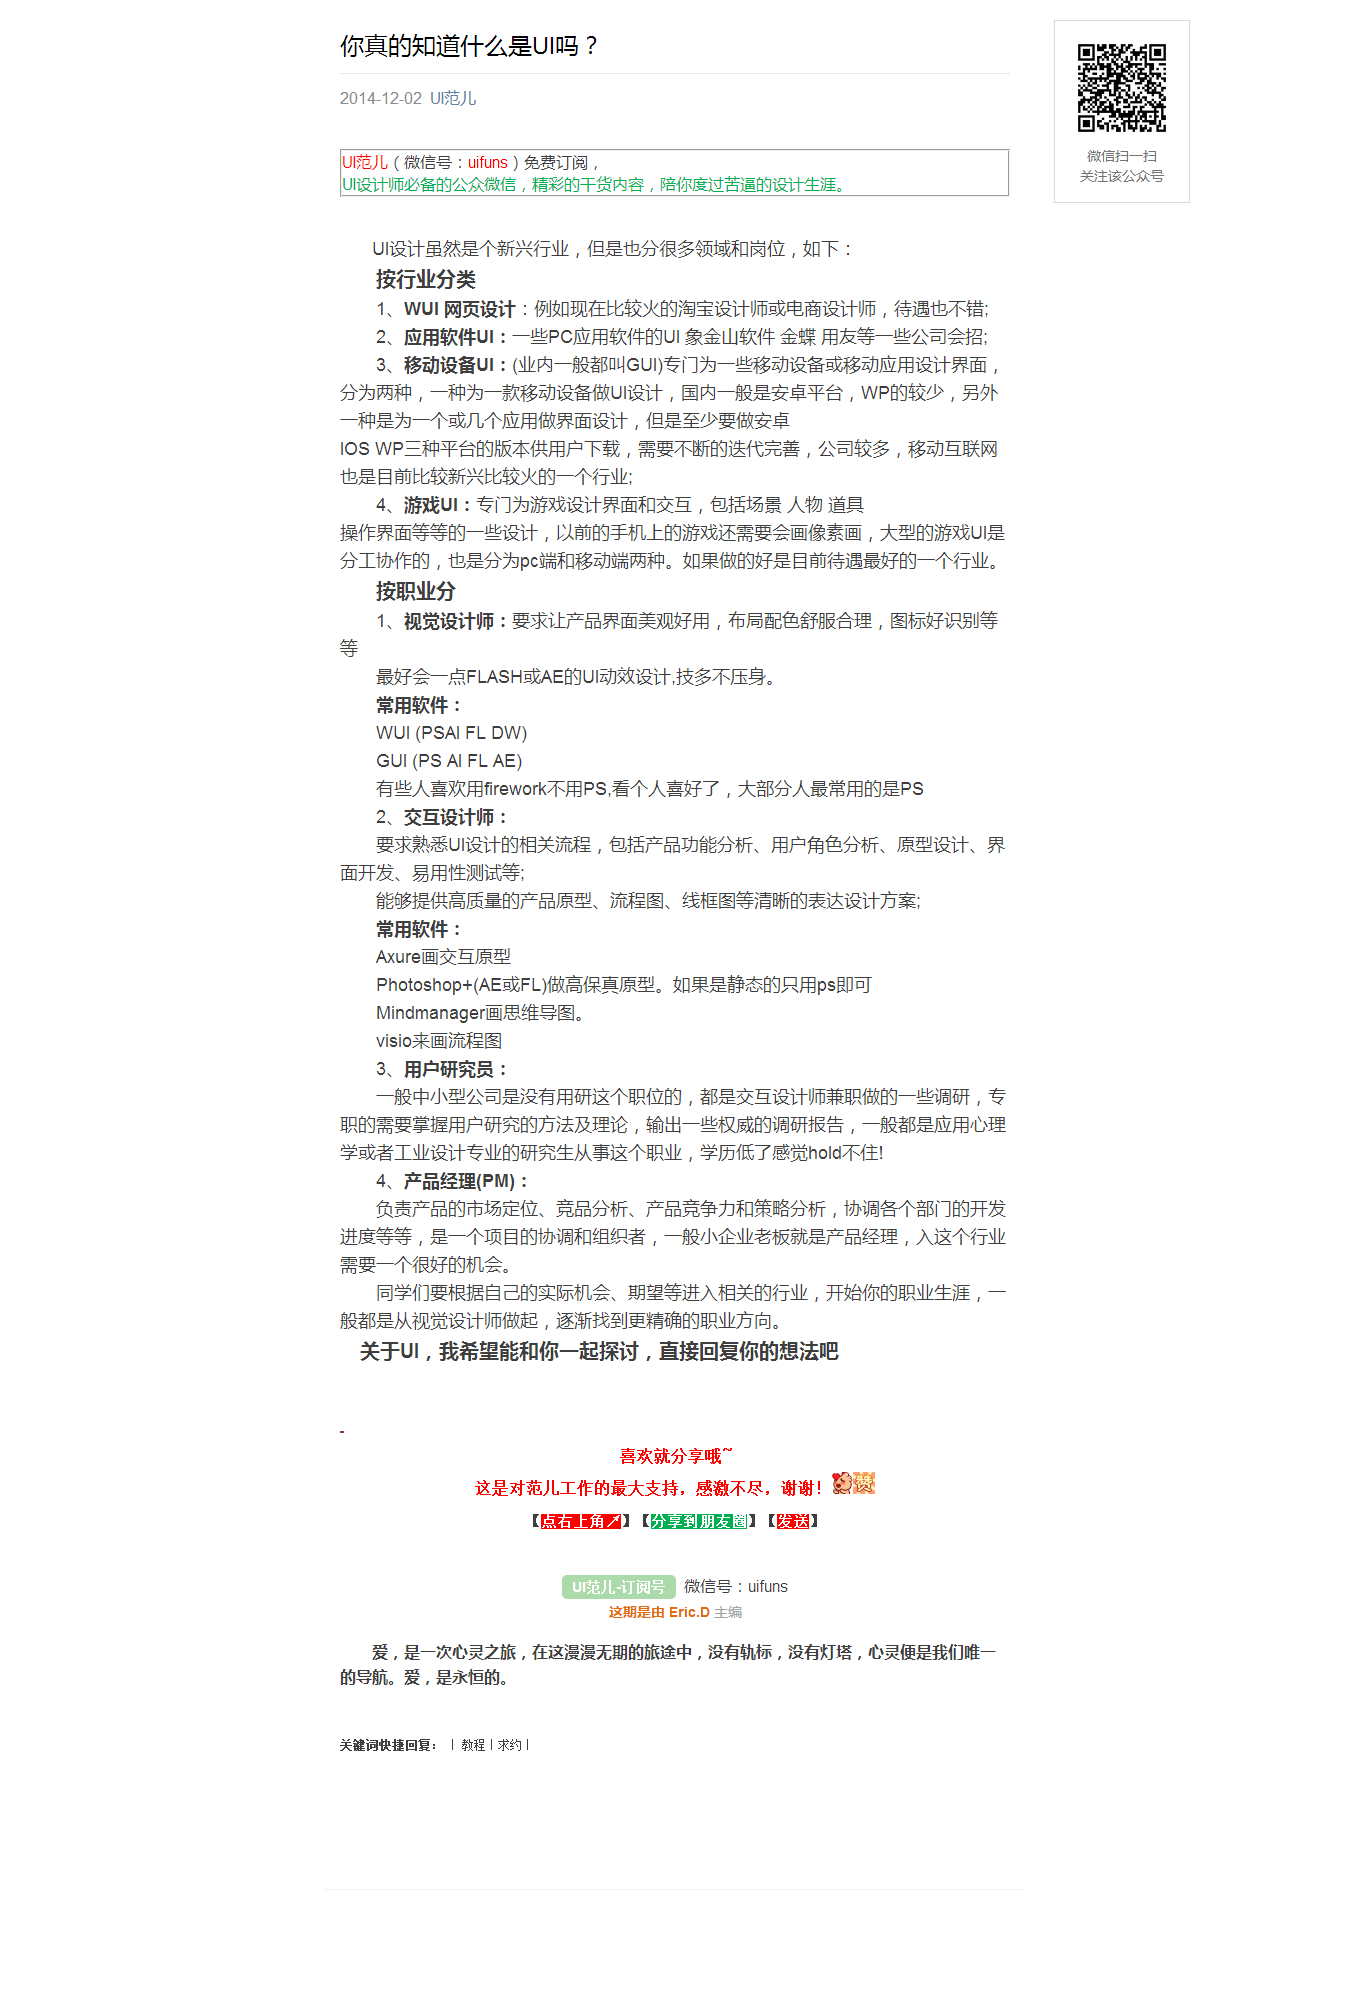 你真的知道什么是UI吗？
2014-12-02 UI范儿
微信扫一扫
关注该公众号
UI范儿（微信号：uifuns）免费订阅，
UI设计师必备的公众微信，精彩的干货内容，陪你度过苦逼的设计生涯。
UI设计虽然是个新兴行业，但是也分很多领域和岗位，如下：
按行业分类
1、WUI 网页设计：例如现在比较火的淘宝设计师或电商设计师，待遇也不错;
2、应用软件UI：一些PC应用软件的UI 象金山软件 金蝶 用友等一些公司会招;
3、移动设备UI：(业内一般都叫GUI)专门为一些移动设备或移动应用设计界面，
分为两种，一种为一款移动设备做UI设计，国内一般是安卓平台，WP的较少，另外
一种是为一个或几个应用做界面设计，但是至少要做安卓
IOS WP三种平台的版本供用户下载，需要不断的迭代完善，公司较多，移动互联网
也是目前比较新兴比较火的一个行业;
4、游戏UI：专门为游戏设计界面和交互，包括场景 人物 道具
操作界面等等的一些设计，以前的手机上的游戏还需要会画像素画，大型的游戏UI是
分工协作的，也是分为pc端和移动端两种。如果做的好是目前待遇最好的一个行业。
按职业分
1、视觉设计师：要求让产品界面美观好用，布局配色舒服合理，图标好识别等
等
最好会一点FLASH或AE的UI动效设计,技多不压身。
常用软件：
WUI (PSAI FL DW)
GUI (PS AI FL AE)
有些人喜欢用firework不用PS,看个人喜好了，大部分人最常用的是PS
2、交互设计师：
要求熟悉UI设计的相关流程，包括产品功能分析、用户角色分析、原型设计、界
面开发、易用性测试等;
能够提供高质量的产品原型、流程图、线框图等清晰的表达设计方案;
常用软件：
Axure画交互原型
Photoshop+(AE或FL)做高保真原型。如果是静态的只用ps即可
Mindmanager画思维导图。
visio来画流程图
3、用户研究员：
一般中小型公司是没有用研这个职位的，都是交互设计师兼职做的一些调研，专
职的需要掌握用户研究的方法及理论，输出一些权威的调研报告，一般都是应用心理
学或者工业设计专业的研究生从事这个职业，学历低了感觉hold不住!
4、产品经理(PM)：
负责产品的市场定位、竞品分析、产品竞争力和策略分析，协调各个部门的开发
进度等等，是一个项目的协调和组织者，一般小企业老板就是产品经理，入这个行业
需要一个很好的机会。
同学们要根据自己的实际机会、期望等进入相关的行业，开始你的职业生涯，一
般都是从视觉设计师做起，逐渐找到更精确的职业方向。
关于UI，我希望能和你一起探讨，直接回复你的想法吧
-
喜欢就分享哦~
这是对范儿工作的最大支持，感激不尽，谢谢！赞
【点右上角↗】【分享到朋友圈】【发送】
UI范儿-订阅号 微信号：uifuns
这期是由 Eric.D 主编
爱，是一次心灵之旅，在这漫漫无期的旅途中，没有轨标，没有灯塔，心灵便是我们唯一
的导航。爱，是永恒的。
关键词快捷回复： | 教程 | 求约 |